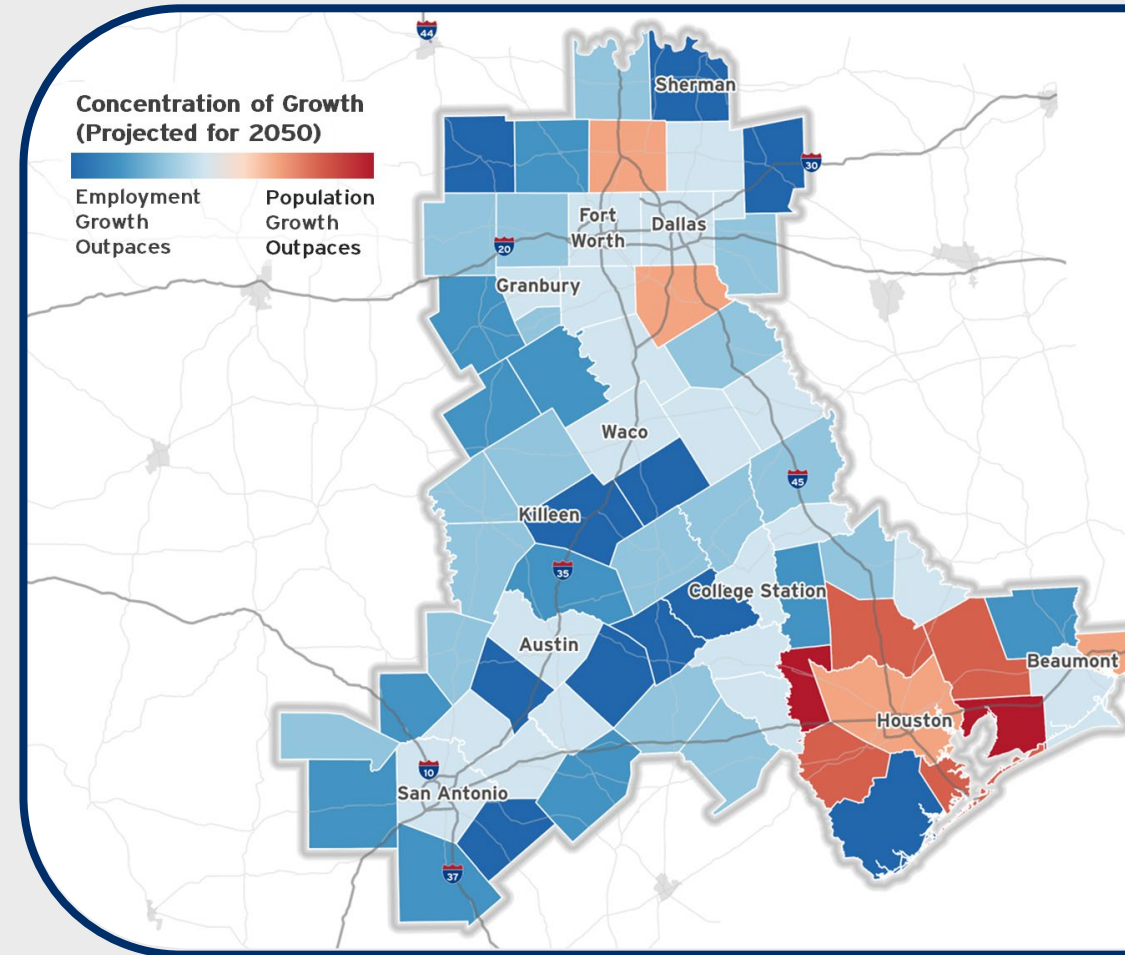 44
Concentration of Growth
(Projected for 2050)
Employment
Growth
Outpaces
Population
Growth
Outpaces
Sherman
30
Fort
Worth
Dallas
20
Granbury
Waco
45
Killeen
35
College Station
Austin
Beaumont
Houston
10
San Antonio
37